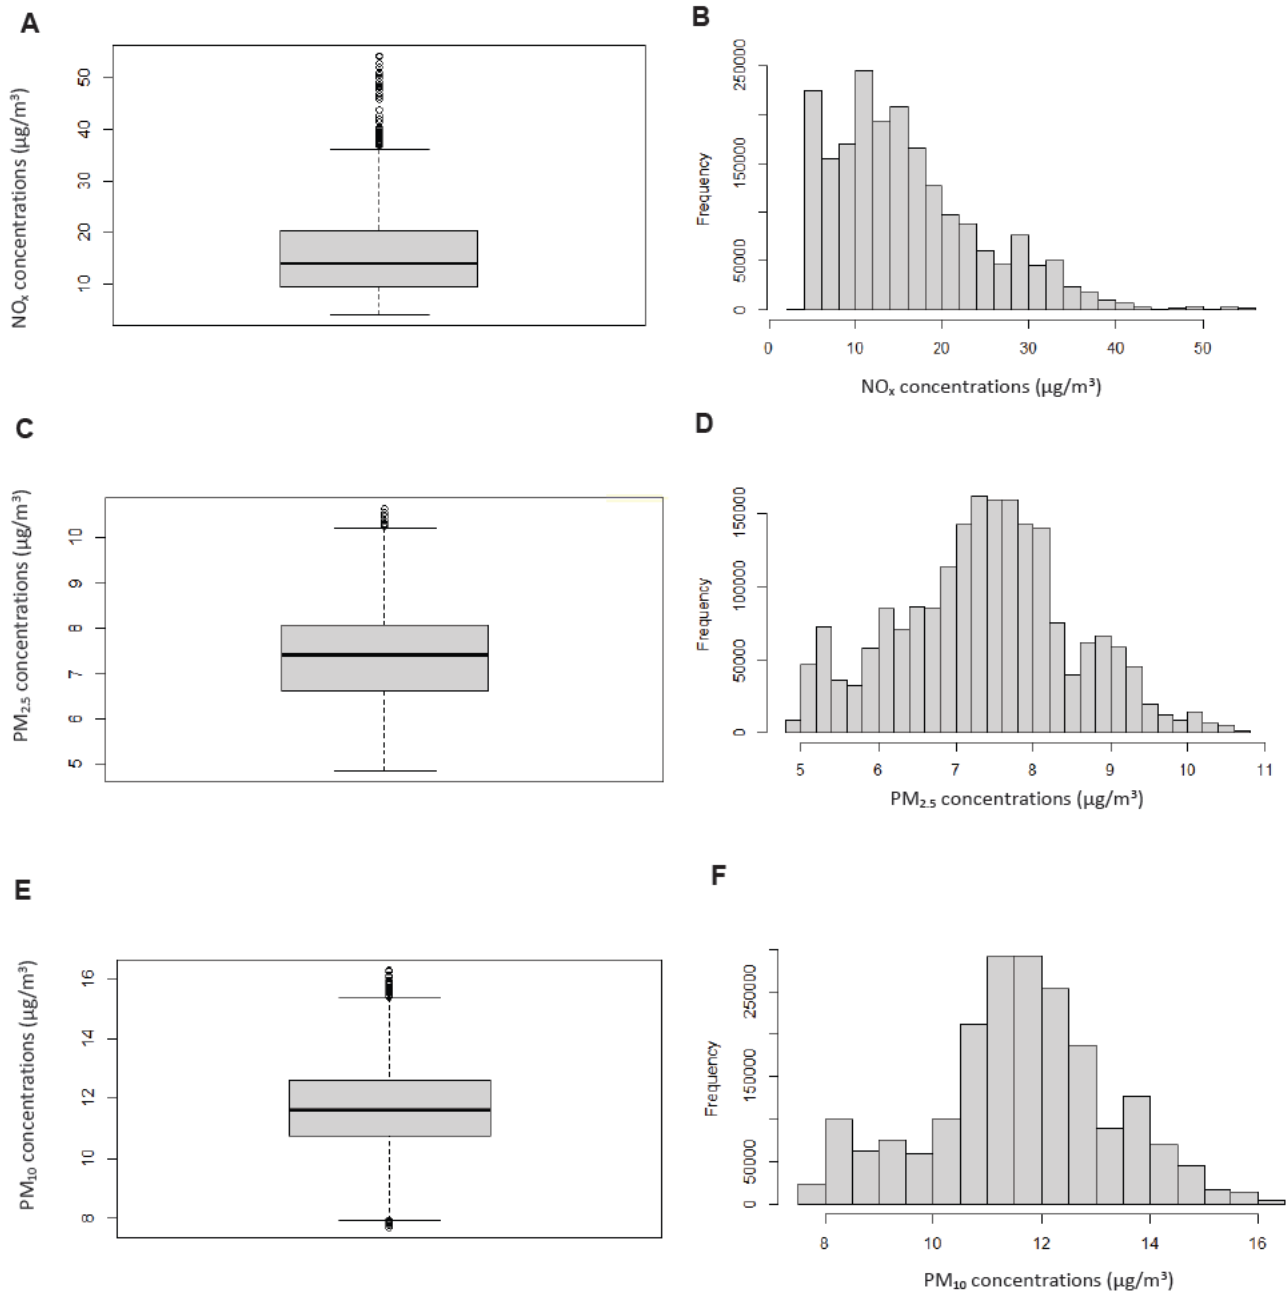 A
NOₓ concentrations (µg/m³)
50
40
30
20
10
B
Frequency
250000
150000
50000
0
0 10 20 30 40 50
NOₓ concentrations (µg/m³)
C
PM₂.₅ concentrations (µg/m³)
10
9
8
7
6
5
D
Frequency
150000
100000
50000
0
5 6 7 8 9 10 11
PM₂.₅ concentrations (µg/m³)
E
PM₁₀ concentrations (µg/m³)
16
14
12
10
8
F
Frequency
250000
150000
50000
0
8 10 12 14 16
PM₁₀ concentrations (µg/m³)